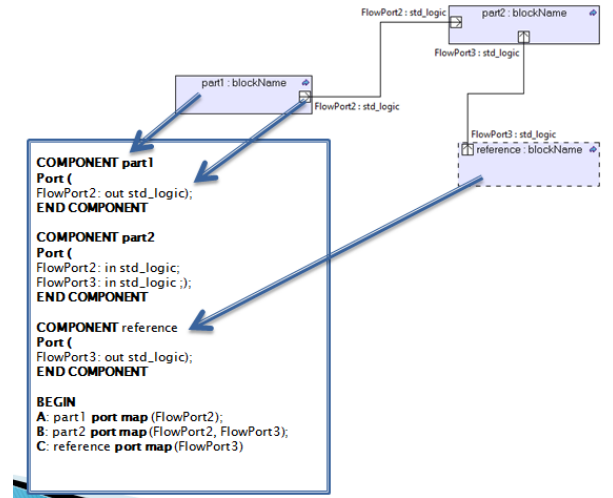 FlowPort2 : std_logic
part2 : blockName
FlowPort3 : std_logic
part1 : blockName
FlowPort2 : std_logic
FlowPort3 : std_logic
reference : blockName
COMPONENT part1
Port (
FlowPort2: out std_logic);
END COMPONENT
COMPONENT part2
Port (
FlowPort2: in std_logic;
FlowPort3: in std_logic ;);
END COMPONENT
COMPONENT reference
Port (
FlowPort3: out std_logic);
END COMPONENT
BEGIN
A: part1 port map (FlowPort2);
B: part2 port map (FlowPort2, FlowPort3);
C: reference port map (FlowPort3)